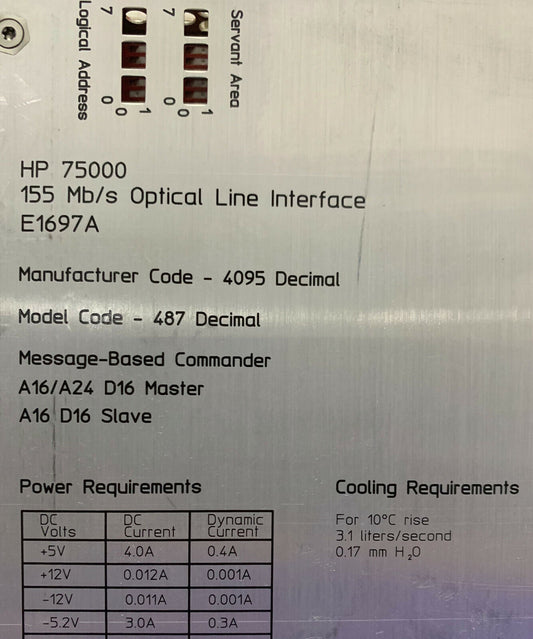 Servant Area
7
0
1
0
Logical Address
7
0
1
0
HP 75000
155 Mb/s Optical Line Interface
E1697A
Manufacturer Code - 4095 Decimal
Model Code - 487 Decimal
Message-Based Commander
A16/A24 D16 Master
A16 D16 Slave
Power Requirements
DC Volts DC Current Dynamic Current
+5V 4.0A 0.4A
+12V 0.012A 0.001A
-12V 0.011A 0.001A
-5.2V 3.0A 0.3A
Cooling Requirements
For 10°C rise
3.1 liters/second
0.17 mm H₂O